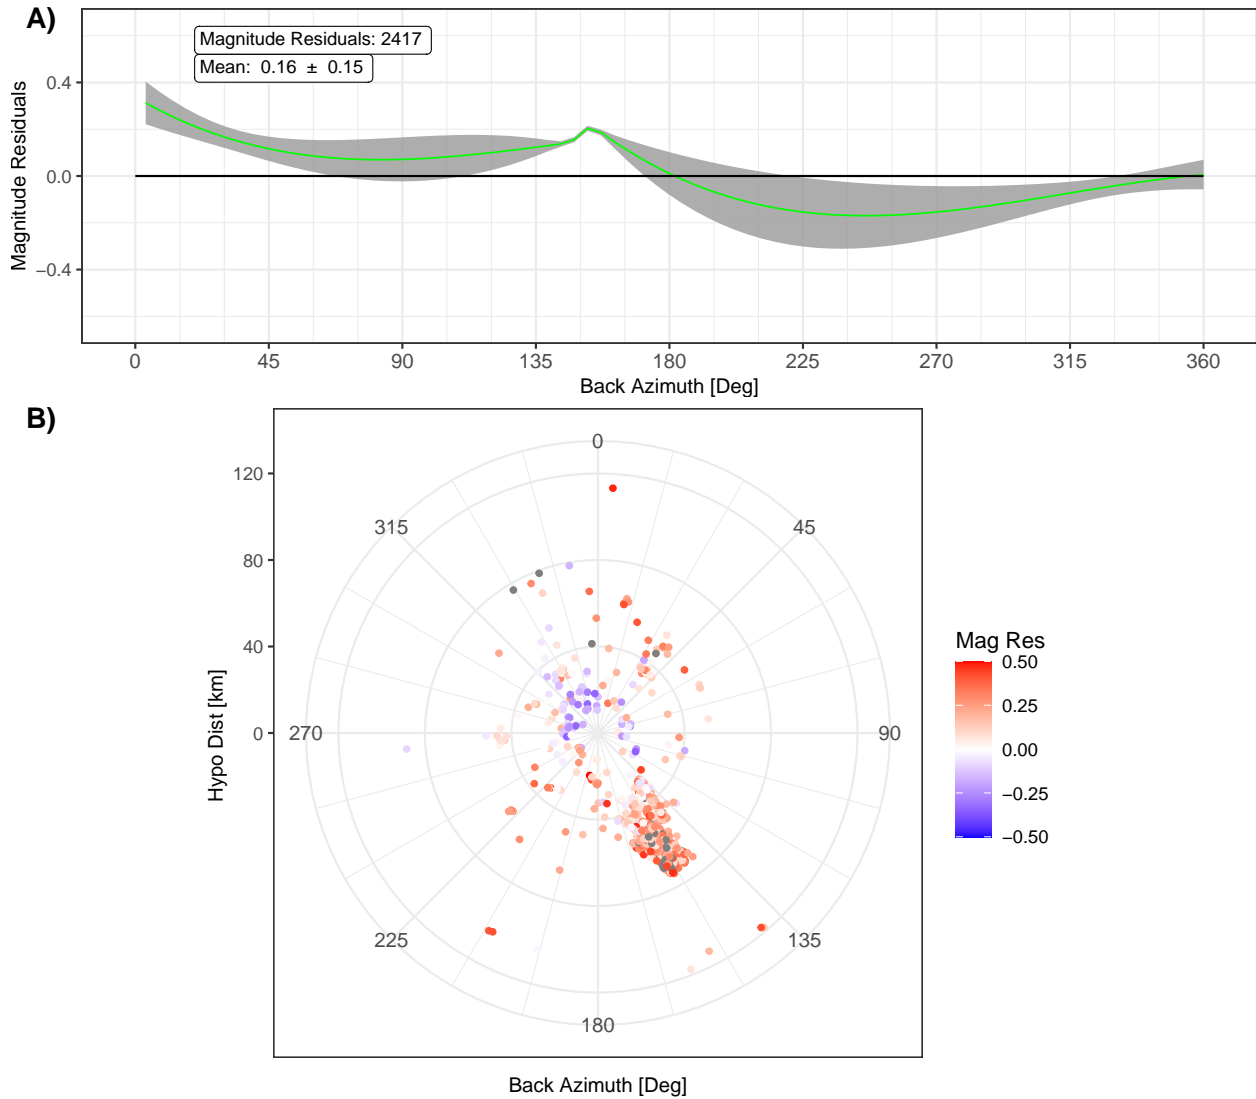 A)
Magnitude Residuals: 2417
Mean:  0.16  ±  0.15
Magnitude Residuals
0.4
0.0
−0.4
0 45 90 135 180 225 270 315 360
Back Azimuth [Deg]
B)
Hypo Dist [km]
120
80
40
0
0
45
90
135
180
225
270
315
Back Azimuth [Deg]
Mag Res
0.50
0.25
0.00
−0.25
−0.50